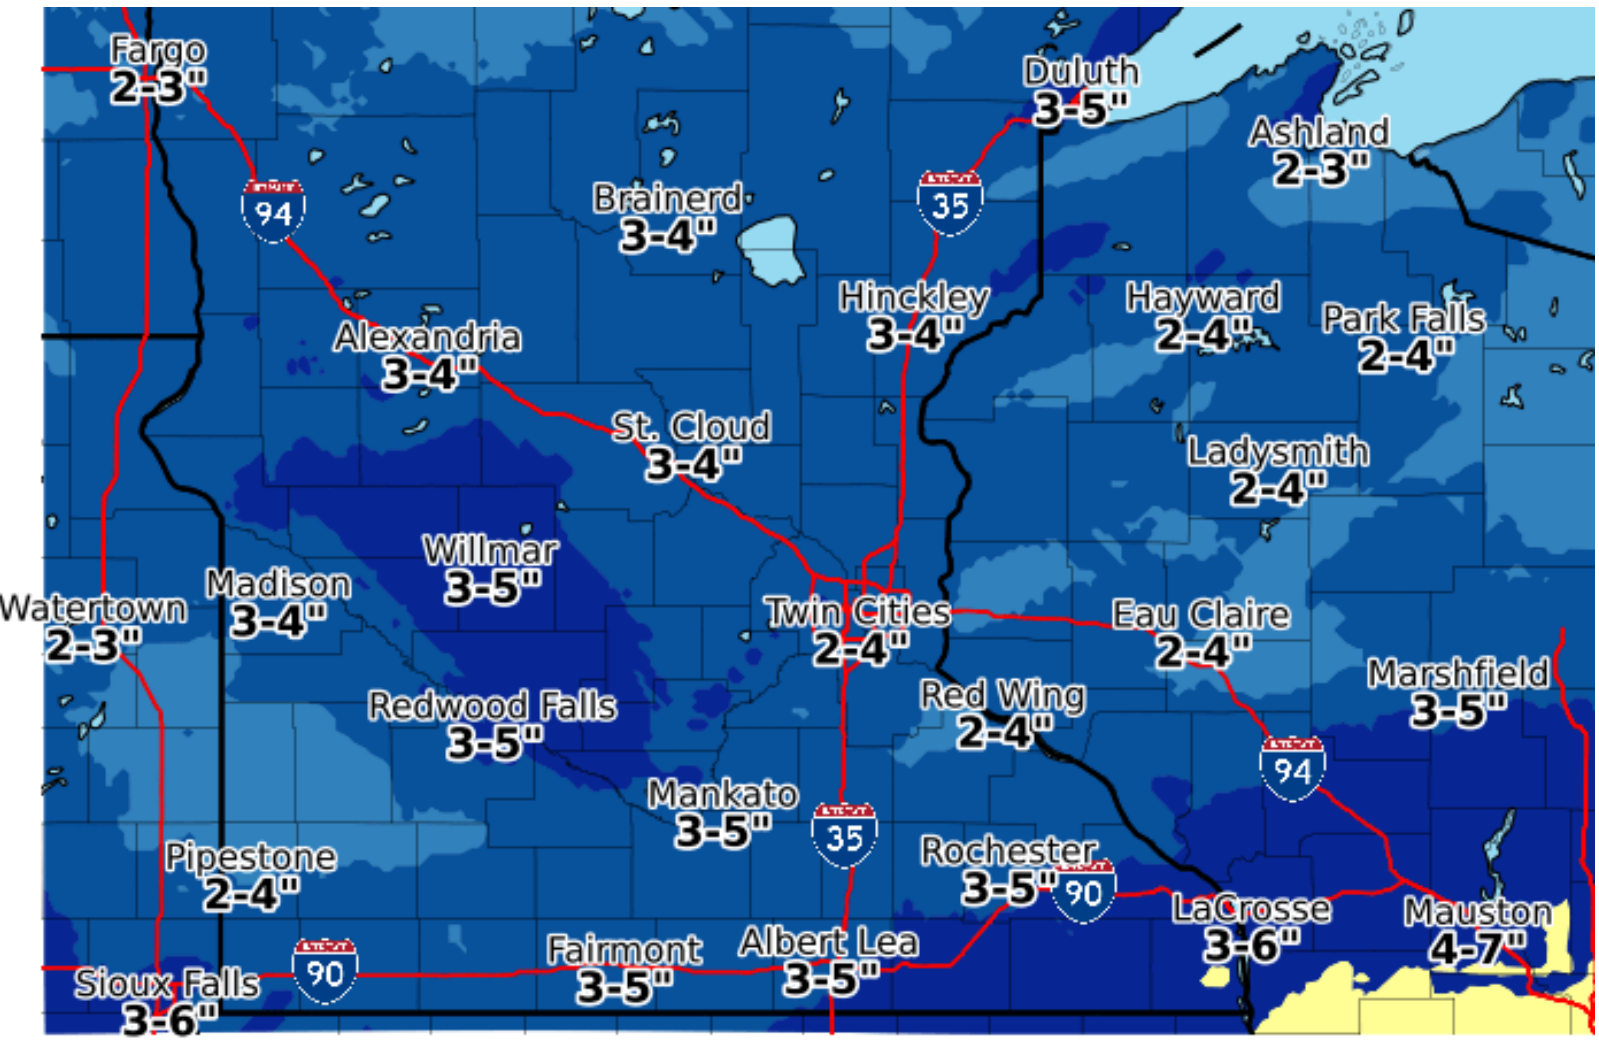 Fargo
2-3"
Duluth
3-5"
Ashland
2-3"
94
Brainerd
3-4"
35
Hinckley
3-4"
Hayward
2-4"
Park Falls
2-4"
Alexandria
3-4"
St. Cloud
3-4"
Ladysmith
2-4"
Willmar
3-5"
Madison
3-4"
Watertown
2-3"
Twin Cities
2-4"
Eau Claire
2-4"
Marshfield
3-5"
Redwood Falls
3-5"
Red Wing
2-4"
94
Mankato
3-5"
35
Pipestone
2-4"
Rochester
3-5"
90
LaCrosse
3-6"
Mauston
4-7"
Fairmont
3-5"
Albert Lea
3-5"
90
Sioux Falls
3-6"